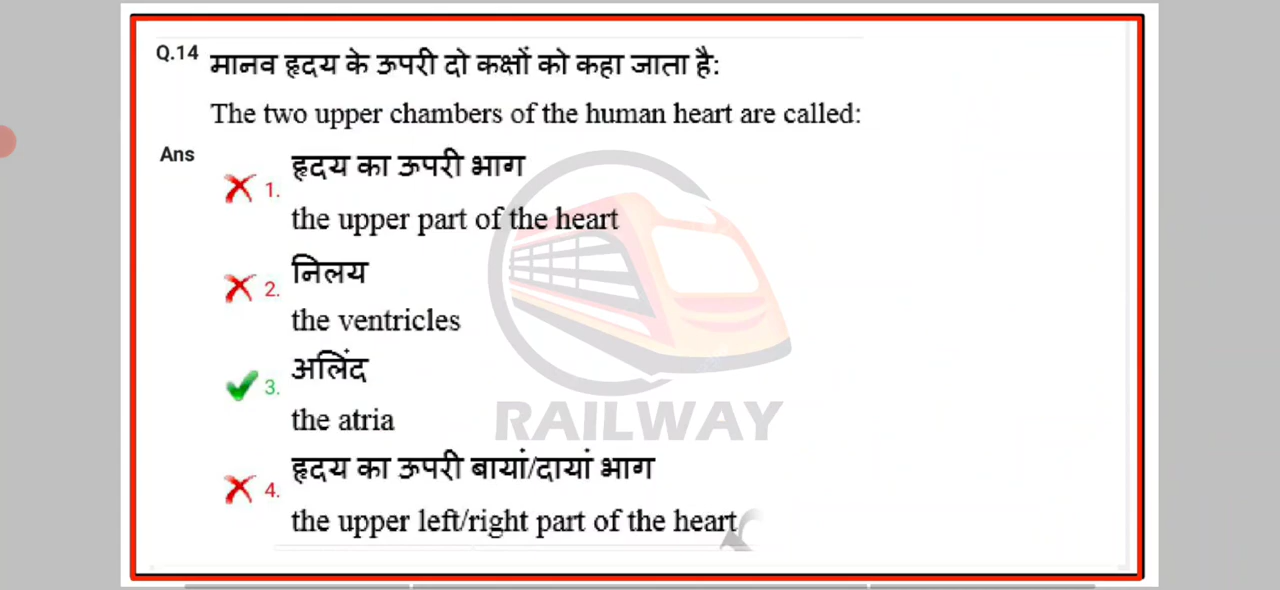 Q.14 मानव हृदय के ऊपरी दो कक्षों को कहा जाता है:
The two upper chambers of the human heart are called:
Ans
1. हृदय का ऊपरी भाग
the upper part of the heart
2. निलय
the ventricles
3. अलिंद
the atria
RAILWAY
4. हृदय का ऊपरी बायां/दायां भाग
the upper left/right part of the heart